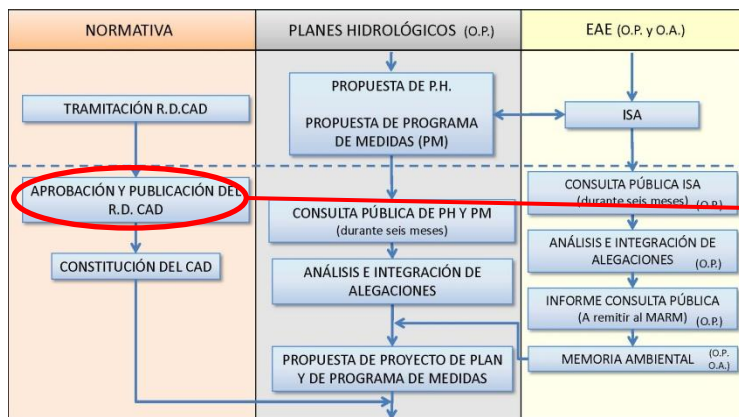 NORMATIVA
TRAMITACIÓN R.D.CAD
APROBACIÓN Y PUBLICACIÓN DEL
R.D. CAD
CONSTITUCIÓN DEL CAD
PLANES HIDROLÓGICOS (O.P.)
PROPUESTA DE P.H.
PROPUESTA DE PROGRAMA
DE MEDIDAS (PM)
CONSULTA PÚBLICA DE PH Y PM
(durante seis meses)
ANÁLISIS E INTEGRACIÓN DE
ALEGACIONES
PROPUESTA DE PROYECTO DE PLAN
Y DE PROGRAMA DE MEDIDAS
EAE (O.P. y O.A.)
ISA
CONSULTA PÚBLICA ISA
(durante seis meses) (O.P.)
ANÁLISIS E INTEGRACIÓN DE
ALEGACIONES (O.P.)
INFORME CONSULTA PÚBLICA
(A remitir al MARM) (O.P.)
MEMORIA AMBIENTAL (O.P.
O.A.)